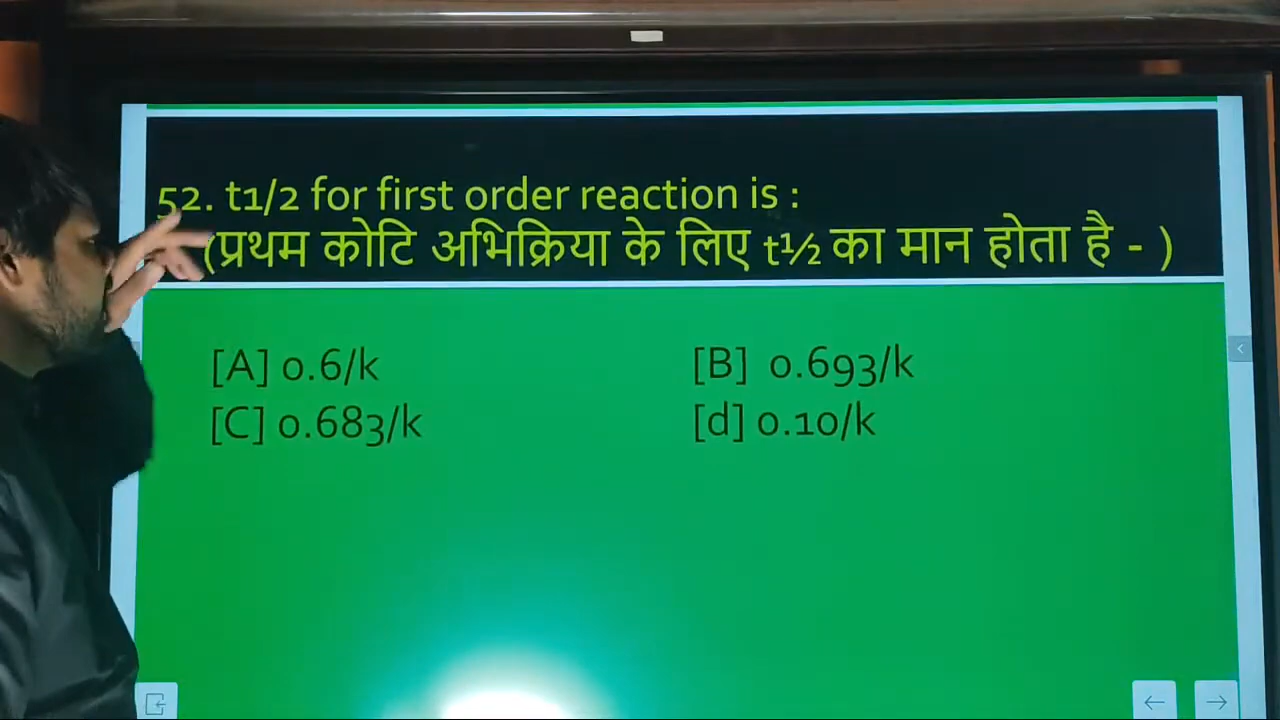 52. t1/2 for first order reaction is :
(प्रथम कोटि अभिक्रिया के लिए t½ का मान होता है - )
[A] 0.6/k
[B] 0.693/k
[C] 0.683/k
[d] 0.10/k